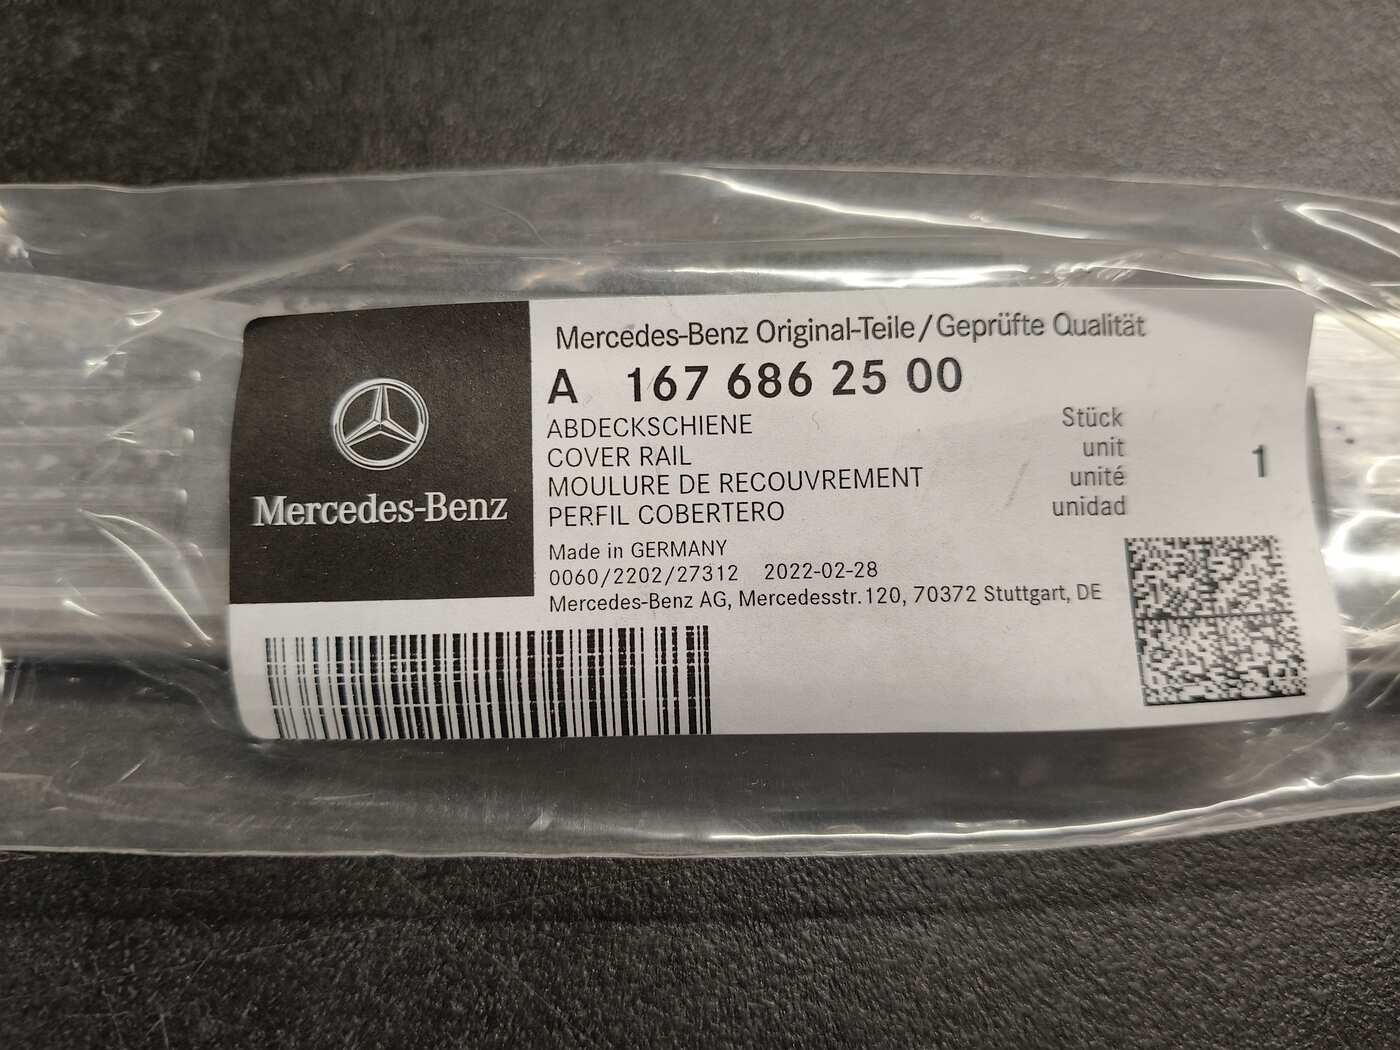 Mercedes-Benz
Mercedes-Benz Original-Teile/Geprüfte Qualität
A 167 686 25 00
ABDECKSCHIENE
COVER RAIL
MOULURE DE RECOUVREMENT
PERFIL COBERTERO
Stück
unit
unité
unidad
1
Made in GERMANY
0060/2202/27312 2022-02-28
Mercedes-Benz AG, Mercedesstr.120, 70372 Stuttgart, DE